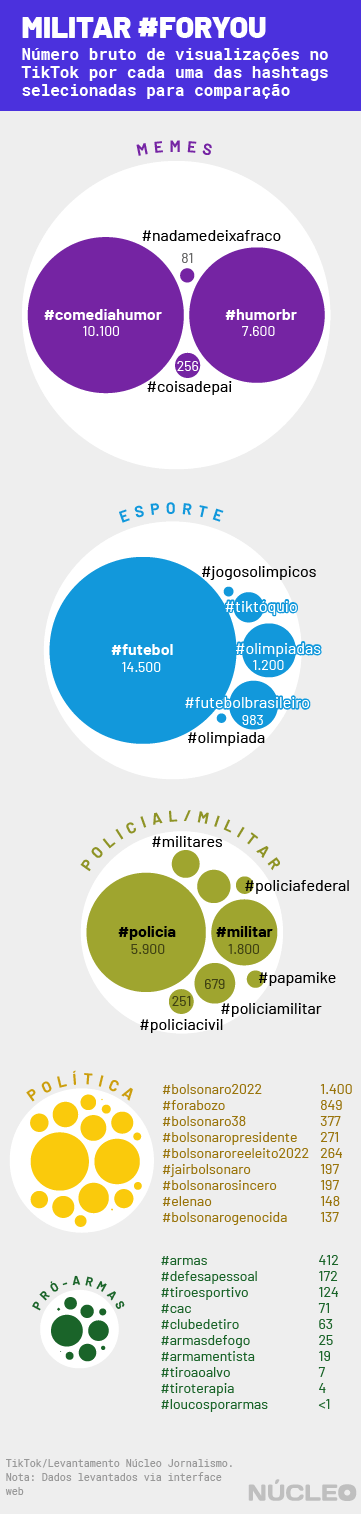 MILITAR #FORYOU
Número bruto de visualizações no
TikTok por cada uma das hashtags
selecionadas para comparação
MEMES
#nadamedeixafraco
81
#comediahumor
10.100
#humorbr
7.600
256
#coisadepai
ESPORTE
#jogosolimpicos
#tiktóquio
#futebol
14.500
#olimpiadas
1.200
#futebolbrasileiro
983
#olimpiada
POLICIAL/MILITAR
#militares
#policiafederal
#policia
5.900
#militar
1.800
#papamike
679
251
#policiamilitar
#policiacivil
POLÍTICA
#bolsonaro2022 1.400
#forabozo 849
#bolsonaro38 377
#bolsonaropresidente 271
#bolsonaroreeleito2022 264
#jairbolsonaro 197
#bolsonarosincero 197
#elenao 148
#bolsonarogenocida 137
PRÓ-ARMAS
#armas 412
#defesapessoal 172
#tiroesportivo 124
#cac 71
#clubedetiro 63
#armasdefogo 25
#armamentista 19
#tiroaoalvo 7
#tiroterapia 4
#loucosporarmas <1
TikTok/Levantamento Núcleo Jornalismo.
Nota: Dados levantados via interface
web
NÚCLEO